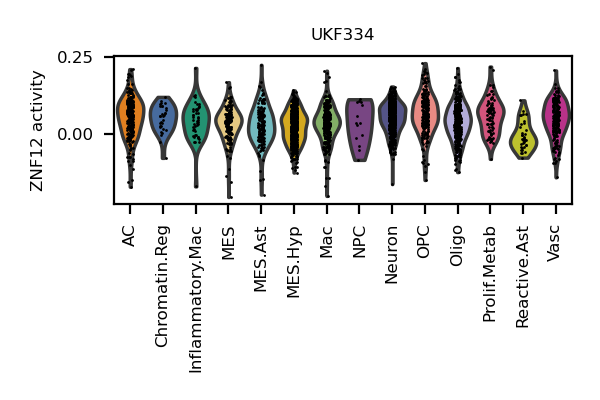 UKF334
0.25
0.00
ZNF12 activity
AC
Chromatin.Reg
Inflammatory.Mac
MES
MES.Ast
MES.Hyp
Mac
NPC
Neuron
OPC
Oligo
Prolif.Metab
Reactive.Ast
Vasc